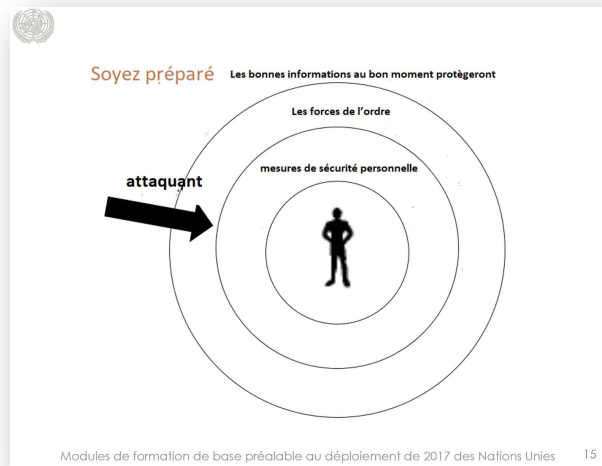 Soyez préparé
Les bonnes informations au bon moment protègeront
Les forces de l'ordre
mesures de sécurité personnelle
attaquant
Modules de formation de base préalable au déploiement de 2017 des Nations Unies 15